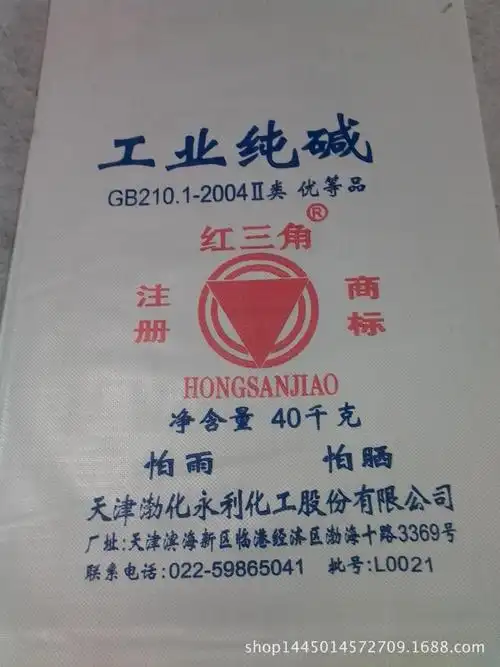 工业纯碱
GB210.1-2004Ⅱ类 优等品
红三角®
注册 商标
HONGSANJIAO
净含量 40千克
怕雨 怕晒
天津渤化永利化工股份有限公司
厂址:天津滨海新区临港经济区渤海十路3369号
联系电话:022-59865041 批号:L0021
shop1445014572709.1688.com